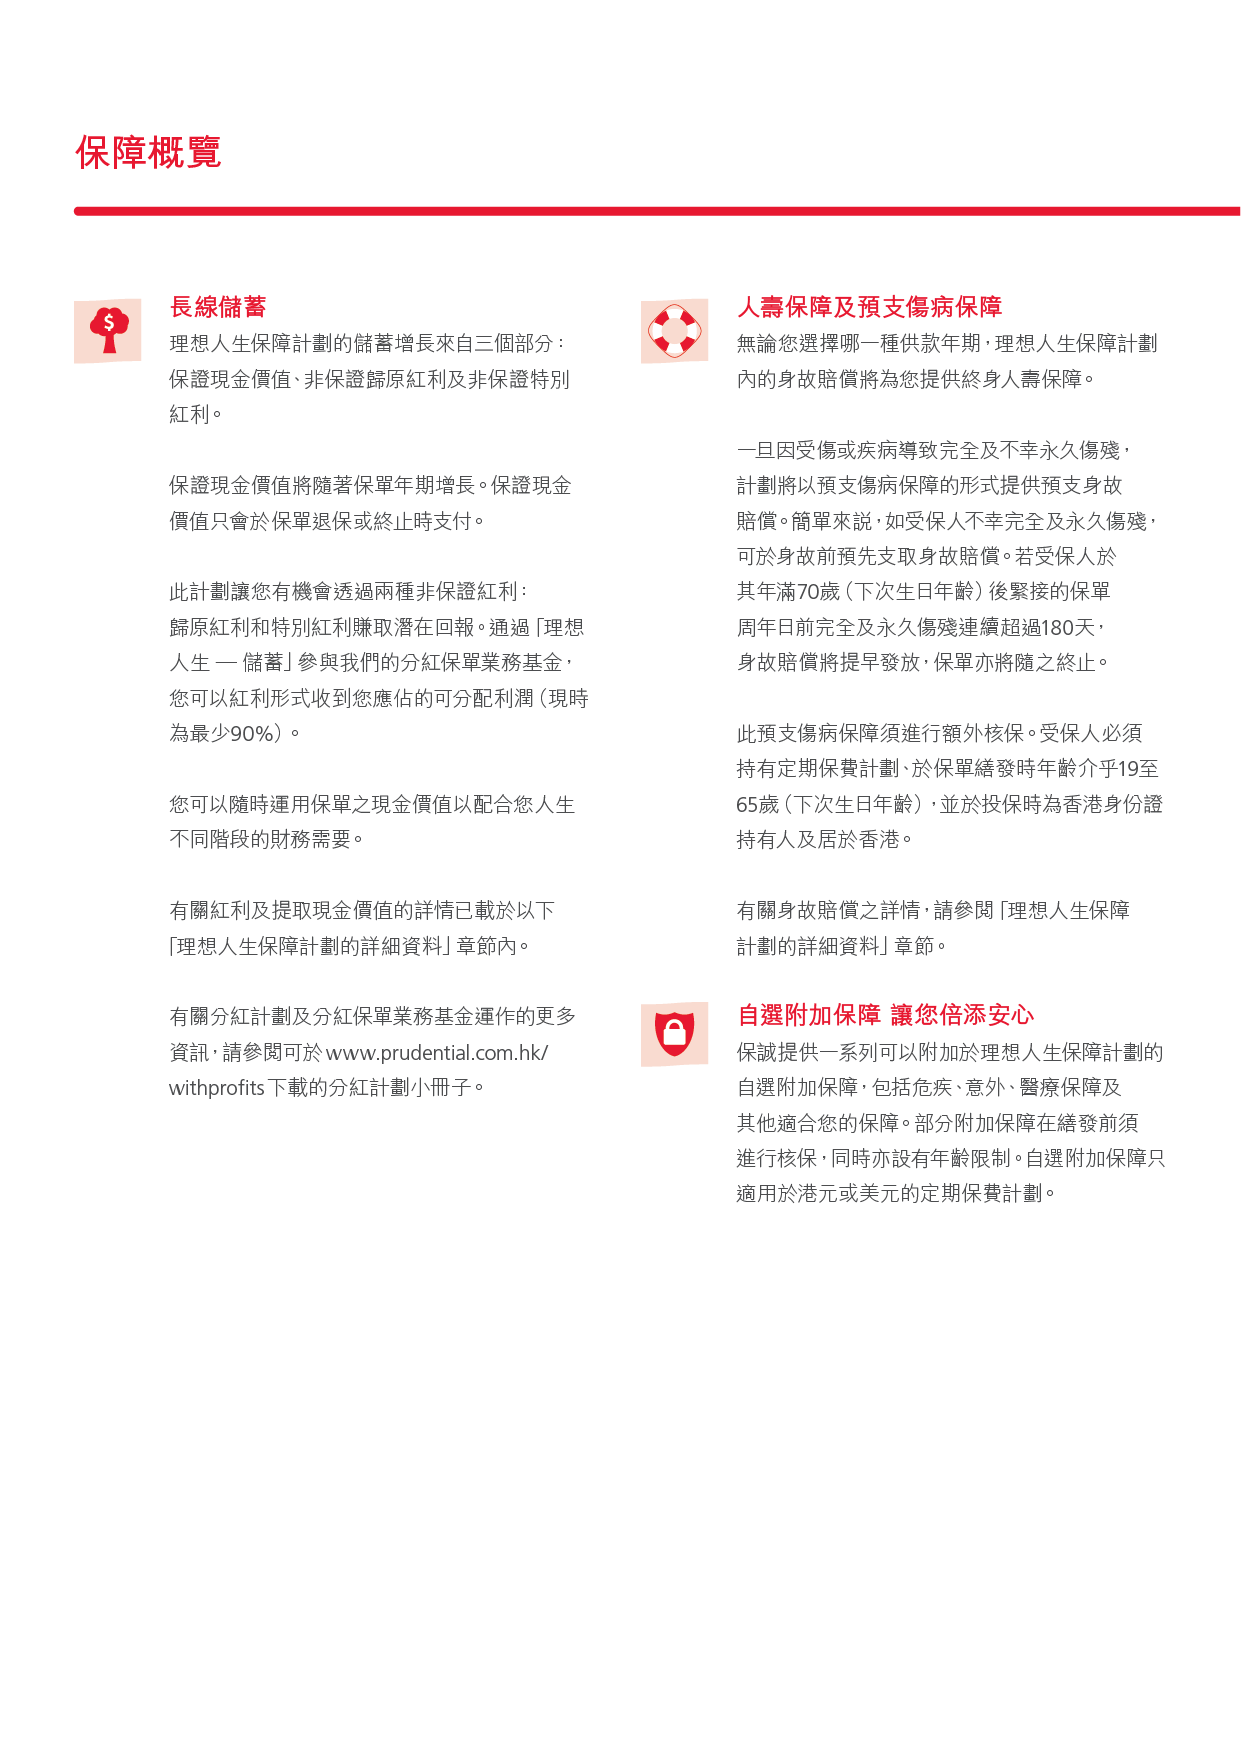 保障概覽
長線儲蓄
理想人生保障計劃的儲蓄增長來自三個部分：
保證現金價值、非保證歸原紅利及非保證特別
紅利。
保證現金價值將隨著保單年期增長。保證現金
價值只會於保單退保或終止時支付。
此計劃讓您有機會透過兩種非保證紅利：
歸原紅利和特別紅利賺取潛在回報。通過「理想
人生 — 儲蓄」參與我們的分紅保單業務基金，
您可以紅利形式收到您應佔的可分配利潤（現時
為最少90%）。
您可以隨時運用保單之現金價值以配合您人生
不同階段的財務需要。
有關紅利及提取現金價值的詳情已載於以下
「理想人生保障計劃的詳細資料」章節內。
有關分紅計劃及分紅保單業務基金運作的更多
資訊，請參閱可於www.prudential.com.hk/
withprofits下載的分紅計劃小冊子。
人壽保障及預支傷病保障
無論您選擇哪一種供款年期，理想人生保障計劃
內的身故賠償將為您提供終身人壽保障。
一旦因受傷或疾病導致完全及不幸永久傷殘，
計劃將以預支傷病保障的形式提供預支身故
賠償。簡單來説，如受保人不幸完全及永久傷殘，
可於身故前預先支取身故賠償。若受保人於
其年滿70歲（下次生日年齡）後緊接的保單
周年日前完全及永久傷殘連續超過180天，
身故賠償將提早發放，保單亦將隨之終止。
此預支傷病保障須進行額外核保。受保人必須
持有定期保費計劃、於保單繕發時年齡介乎19至
65歲（下次生日年齡），並於投保時為香港身份證
持有人及居於香港。
有關身故賠償之詳情，請參閱「理想人生保障
計劃的詳細資料」章節。
自選附加保障 讓您倍添安心
保誠提供一系列可以附加於理想人生保障計劃的
自選附加保障，包括危疾、意外、醫療保障及
其他適合您的保障。部分附加保障在繕發前須
進行核保，同時亦設有年齡限制。自選附加保障只
適用於港元或美元的定期保費計劃。